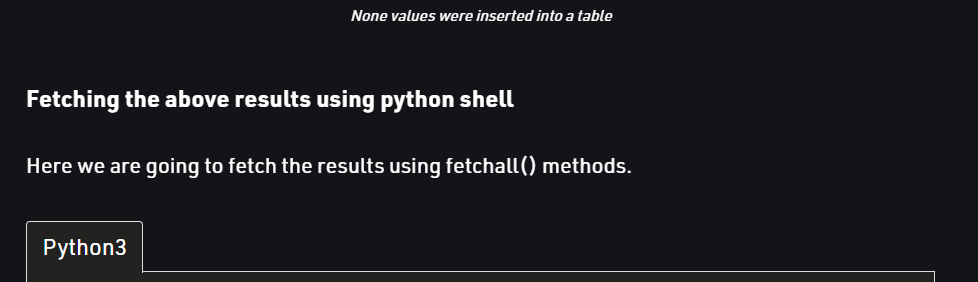 None values were inserted into a table
Fetching the above results using python shell
Here we are going to fetch the results using fetchall() methods.
Python3